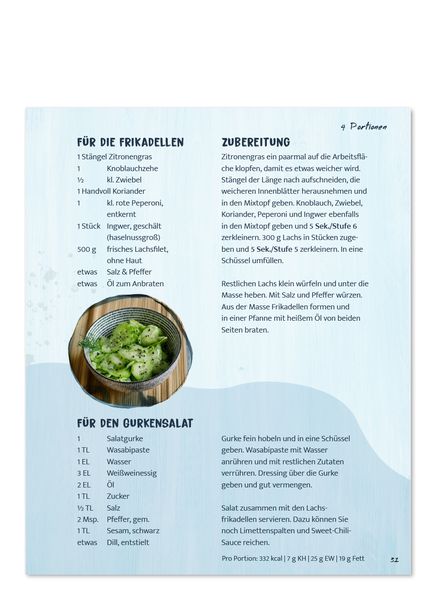 4 Portionen
FÜR DIE FRIKADELLEN
1 Stängel Zitronengras
1 Knoblauchzehe
½ kl. Zwiebel
1 Handvoll Koriander
1 kl. rote Peperoni,
entkernt
1 Stück Ingwer, geschält
(haselnussgroß)
500 g frisches Lachsfilet,
ohne Haut
etwas Salz & Pfeffer
etwas Öl zum Anbraten
ZUBEREITUNG
Zitronengras ein paarmal auf die Arbeitsflä-
che klopfen, damit es etwas weicher wird.
Stängel der Länge nach aufschneiden, die
weicheren Innenblätter herausnehmen und
in den Mixtopf geben. Knoblauch, Zwiebel,
Koriander, Peperoni und Ingwer ebenfalls
in den Mixtopf geben und 5 Sek./Stufe 6
zerkleinern. 300 g Lachs in Stücken zuge-
ben und 5 Sek./Stufe 5 zerkleinern. In eine
Schüssel umfüllen.
Restlichen Lachs klein würfeln und unter die
Masse heben. Mit Salz und Pfeffer würzen.
Aus der Masse Frikadellen formen und
in einer Pfanne mit heißem Öl von beiden
Seiten braten.
FÜR DEN GURKENSALAT
1 Salatgurke
1 TL Wasabipaste
1 EL Wasser
3 EL Weißweinessig
2 EL Öl
1 TL Zucker
½ TL Salz
2 Msp. Pfeffer, gem.
1 TL Sesam, schwarz
etwas Dill, entstielt
Gurke fein hobeln und in eine Schüssel
geben. Wasabipaste mit Wasser
anrühren und mit restlichen Zutaten
verrühren. Dressing über die Gurke
geben und gut vermengen.
Salat zusammen mit den Lachs-
frikadellen servieren. Dazu können Sie
noch Limettenspalten und Sweet-Chili-
Sauce reichen.
Pro Portion: 332 kcal | 7 g KH | 25 g EW | 19 g Fett